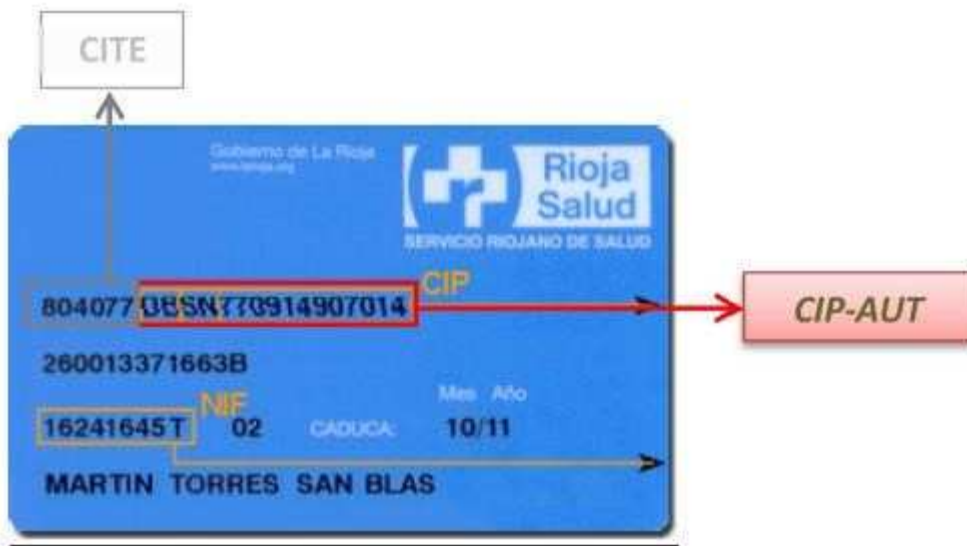 CITE
Gobierno de La Rioja
Rioja
Salud
SERVICIO RIOJANO DE SALUD
CIP
804077 BBSN770914907014
CIP-AUT
260013371663B
NIF
Mes Año
16241645T 02 CADUCA: 10/11
MARTIN TORRES SAN BLAS